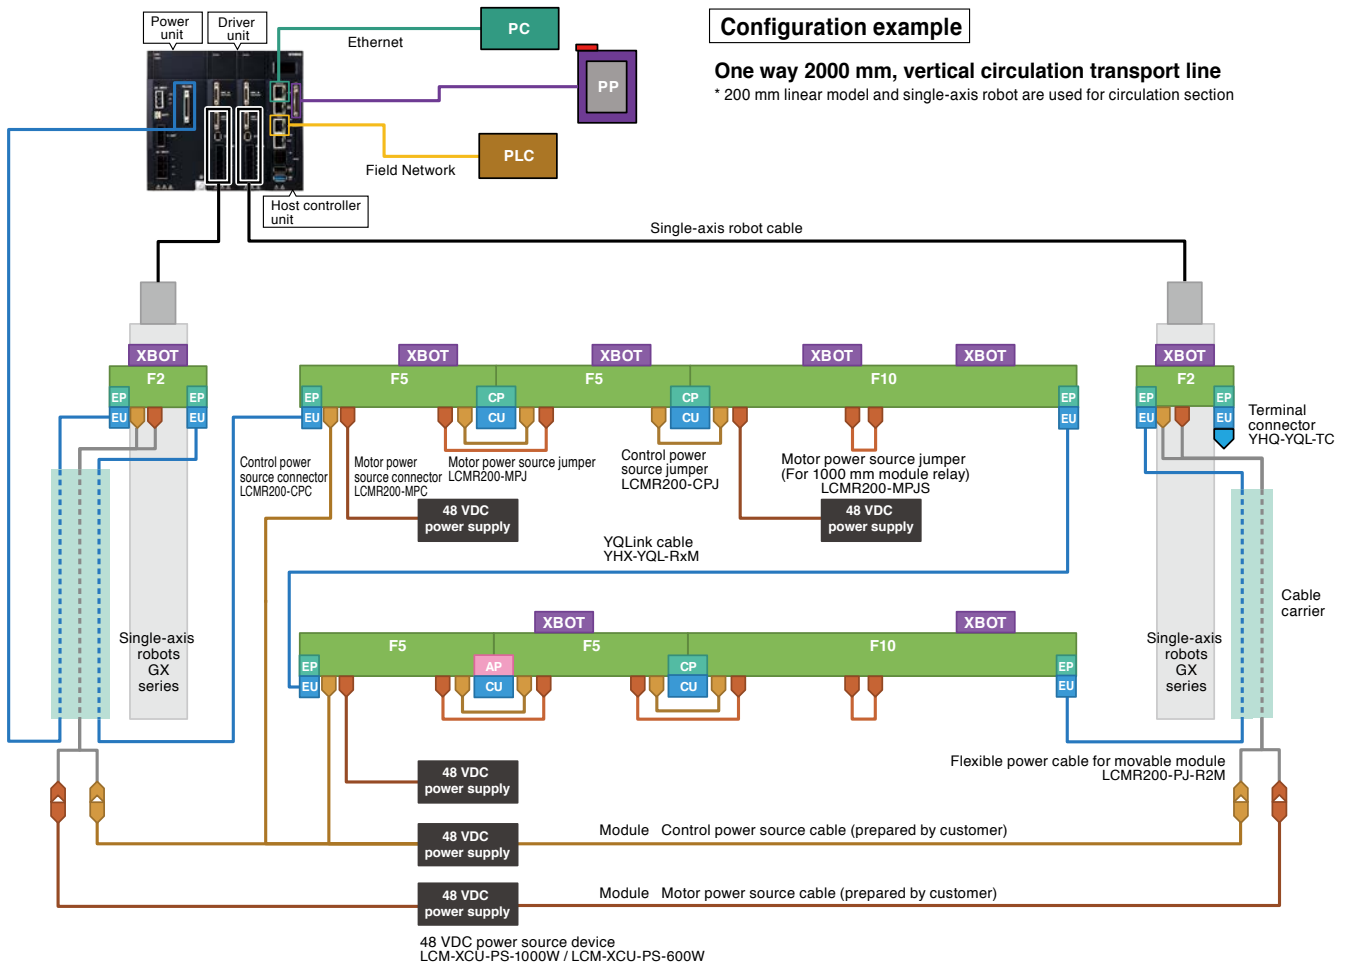 Power
unit
Driver
unit
Ethernet
PC
PP
PLC
Field Network
Host controller
unit
Configuration example
One way 2000 mm, vertical circulation transport line
* 200 mm linear model and single-axis robot are used for circulation section
Single-axis robot cable
XBOT
F2
EP
EP
EU
EU
XBOT
XBOT
XBOT
XBOT
F5
F5
F10
EP
CP
CP
EP
EU
CU
CU
EU
XBOT
F2
EP
EP
EU
EU
Terminal
connector
YHQ-YQL-TC
Control power
source connector
LCMR200-CPC
Motor power
source connector
LCMR200-MPC
Motor power source jumper
LCMR200-MPJ
Control power
source jumper
LCMR200-CPJ
Motor power source jumper
(For 1000 mm module relay)
LCMR200-MPJS
48 VDC
power supply
48 VDC
power supply
YQLink cable
YHX-YQL-RxM
Cable
carrier
Single-axis
robots
GX
series
XBOT
XBOT
F5
F5
F10
EP
AP
CP
EP
EU
CU
CU
EU
Single-axis
robots
GX
series
Flexible power cable for movable module
LCMR200-PJ-R2M
48 VDC
power supply
48 VDC
power supply
Module Control power source cable (prepared by customer)
48 VDC
power supply
Module Motor power source cable (prepared by customer)
48 VDC power source device
LCM-XCU-PS-1000W / LCM-XCU-PS-600W